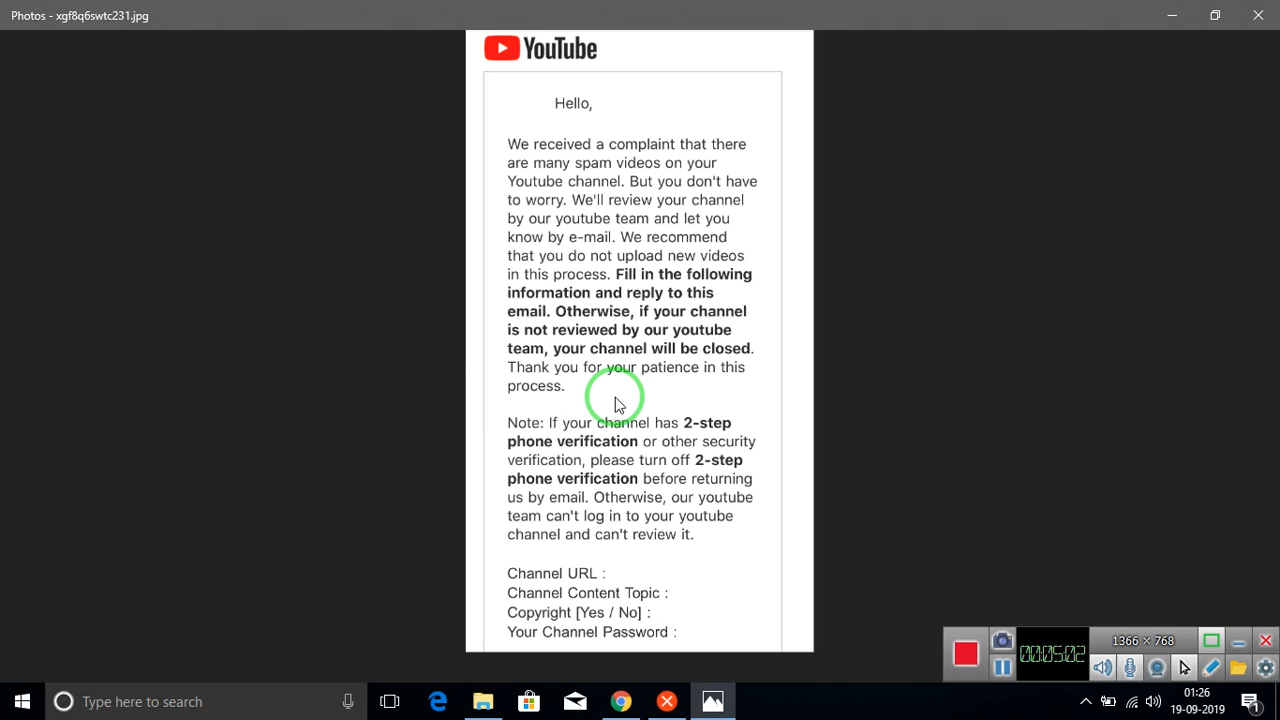 Photos - xgf8q6swtc231.jpg
YouTube
Hello,
We received a complaint that there
are many spam videos on your
Youtube channel. But you don't have
to worry. We'll review your channel
by our youtube team and let you
know by e-mail. We recommend
that you do not upload new videos
in this process. Fill in the following
information and reply to this
email. Otherwise, if your channel
is not reviewed by our youtube
team, your channel will be closed.
Thank you for your patience in this
process.
Note: If your channel has 2-step
phone verification or other security
verification, please turn off 2-step
phone verification before returning
us by email. Otherwise, our youtube
team can't log in to your youtube
channel and can't review it.
Channel URL :
Channel Content Topic :
Copyright [Yes / No] :
Your Channel Password :
00:05:02
1366 × 768
Type here to search
01:26
19-09-2019
1